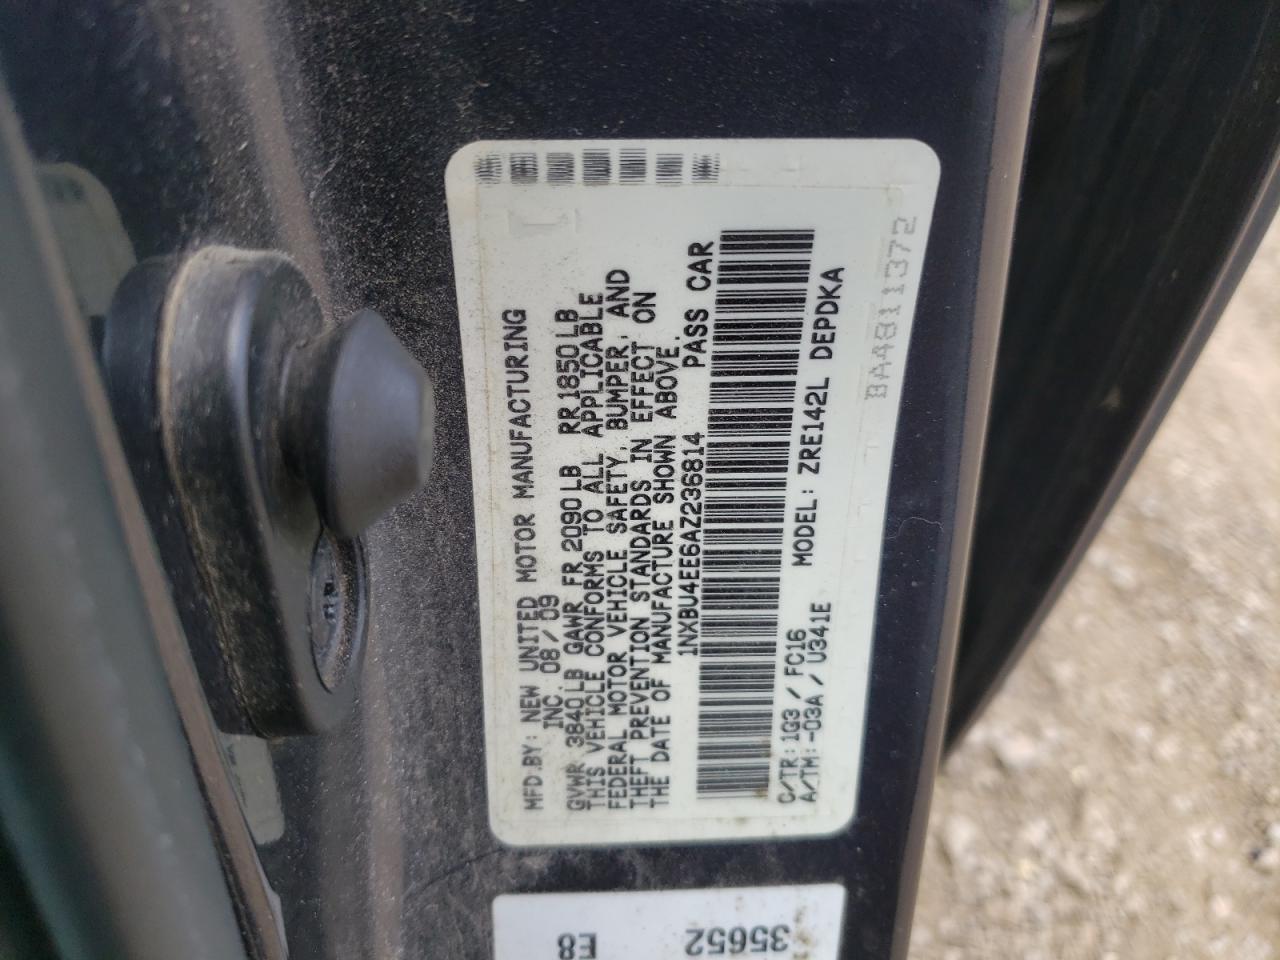 MFD.BY: NEW UNITED MOTOR MANUFACTURING
INC. 08/09
GVWR 3840LB GAWR FR 2090LB RR 1850LB
THIS VEHICLE CONFORMS TO ALL APPLICABLE
FEDERAL MOTOR VEHICLE SAFETY, BUMPER, AND
THEFT PREVENTION STANDARDS IN EFFECT ON
THE DATE OF MANUFACTURE SHOWN ABOVE.
1NXBU4EE6AZ236814 PASS CAR
C/TR: 1G3 / FC16 MODEL: ZRE142L DEPDKA
A/TM: -03A / U341E
BA4811372
35652
E8